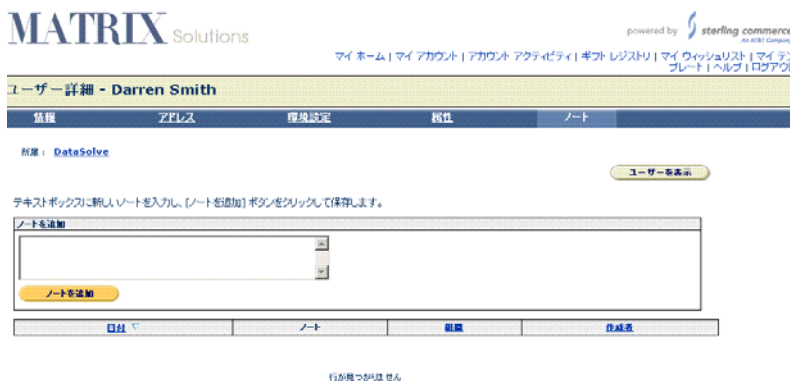 MATRIX Solutions
powered by sterling commerce
An AT&T Company
マイ ホーム | マイ アカウント | アカウント アクティビティ | ギフト レジストリ | マイ ウィッシュリスト | マイ テン
プレート | ヘルプ | ログアウ
ユーザー詳細 - Darren Smith
情報 アドレス 環境設定 属性 ノート
所属 : DataSolve
ユーザーを表示
テキストボックスに新しいノートを入力し、[ノートを追加] ボタンをクリックして保存します。
ノートを追加
ノートを追加
日付 ノート 組織 作成者
行が見つかりません